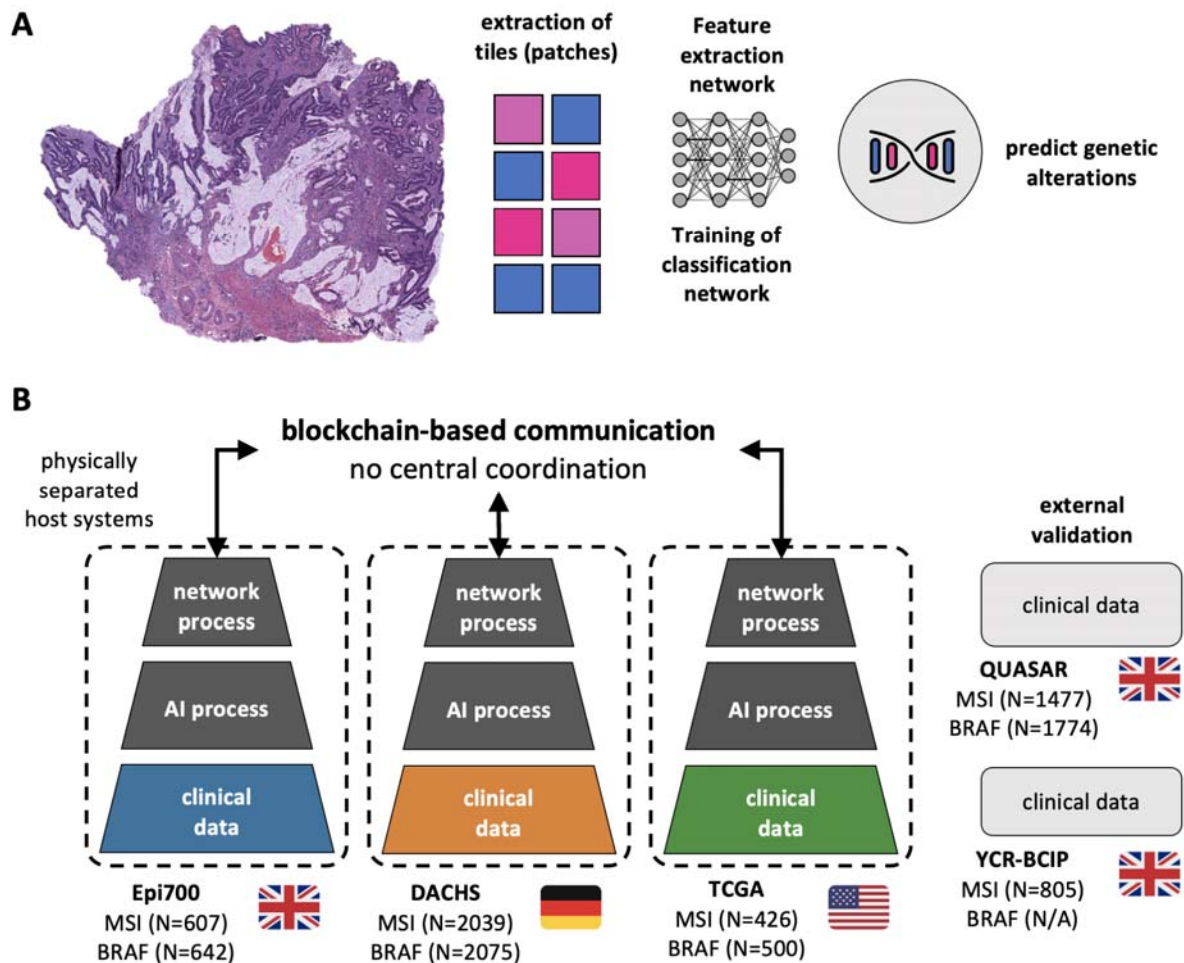 A
extraction of
tiles (patches)
Feature
extraction
network
Training of
classification
network
predict genetic
alterations
B
blockchain-based communication
no central coordination
physically
separated
host systems
network
process
AI process
clinical
data
Epi700
MSI (N=607)
BRAF (N=642)
network
process
AI process
clinical
data
DACHS
MSI (N=2039)
BRAF (N=2075)
network
process
AI process
clinical
data
TCGA
MSI (N=426)
BRAF (N=500)
external
validation
clinical data
QUASAR
MSI (N=1477)
BRAF (N=1774)
clinical data
YCR-BCIP
MSI (N=805)
BRAF (N/A)